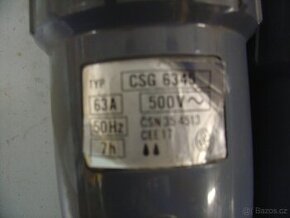 TYP CSG 6345
63A 500V~
50Hz ČSN 35 4513
7h CEE 17
bazoš.cz